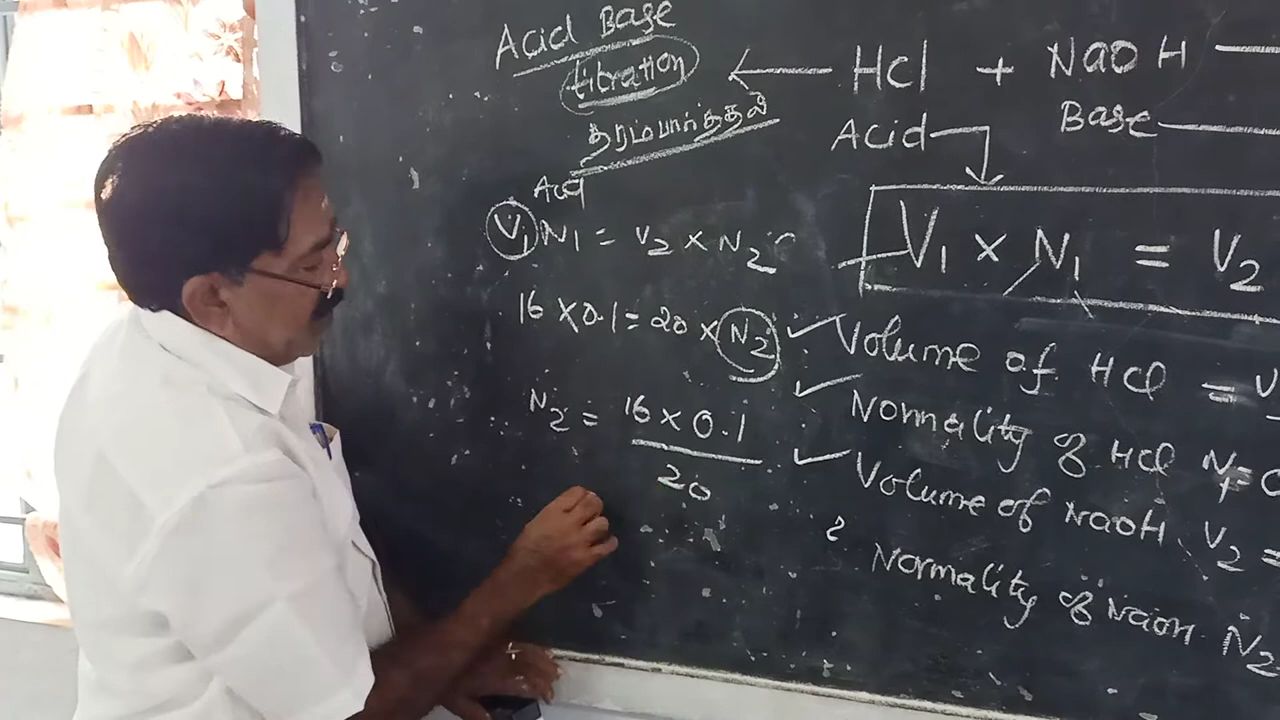 Acid Base
titration
தரம்பார்த்தல்
HCl + NaOH
Acid
Base
Acid
V₁ N₁ = V₂ × N₂
V₁ × N₁ = V₂
16 × 0.1 = 20 × N₂
N₂ = 16 × 0.1
20
Volume of HCl = V
Normality of HCl N₁ =
Volume of NaOH V₂ =
? Normality of NaOH N₂